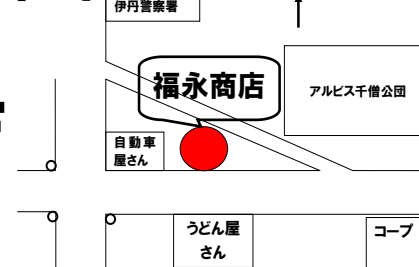 伊丹警察署
福永商店
アルビス千僧公団
自動車
屋さん
うどん屋
さん
コープ